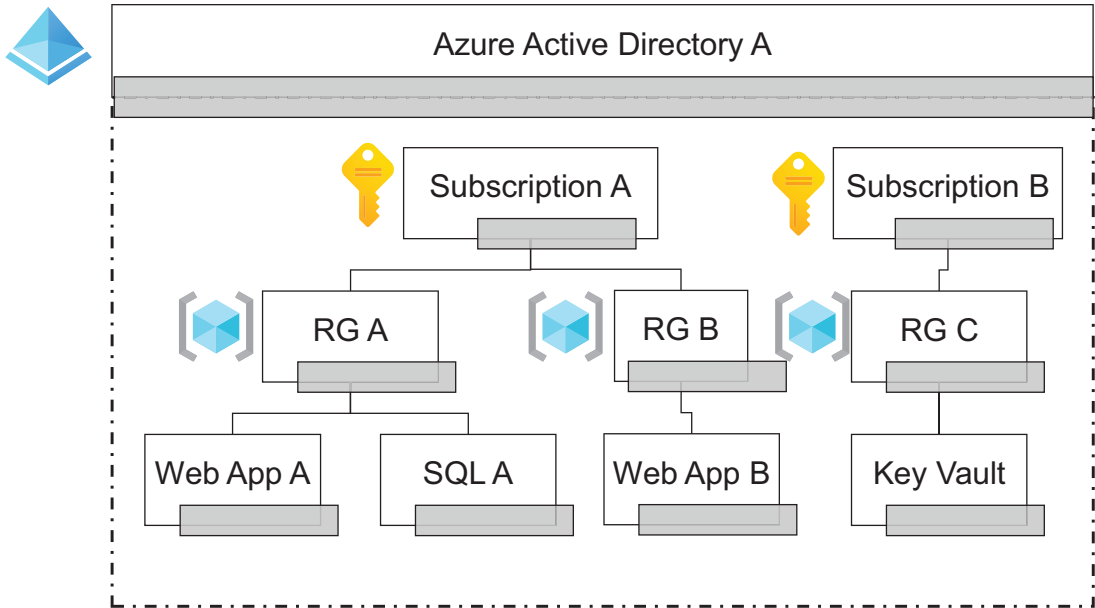 Azure Active Directory A
Subscription A
Subscription B
RG A
RG B
RG C
Web App A
SQL A
Web App B
Key Vault